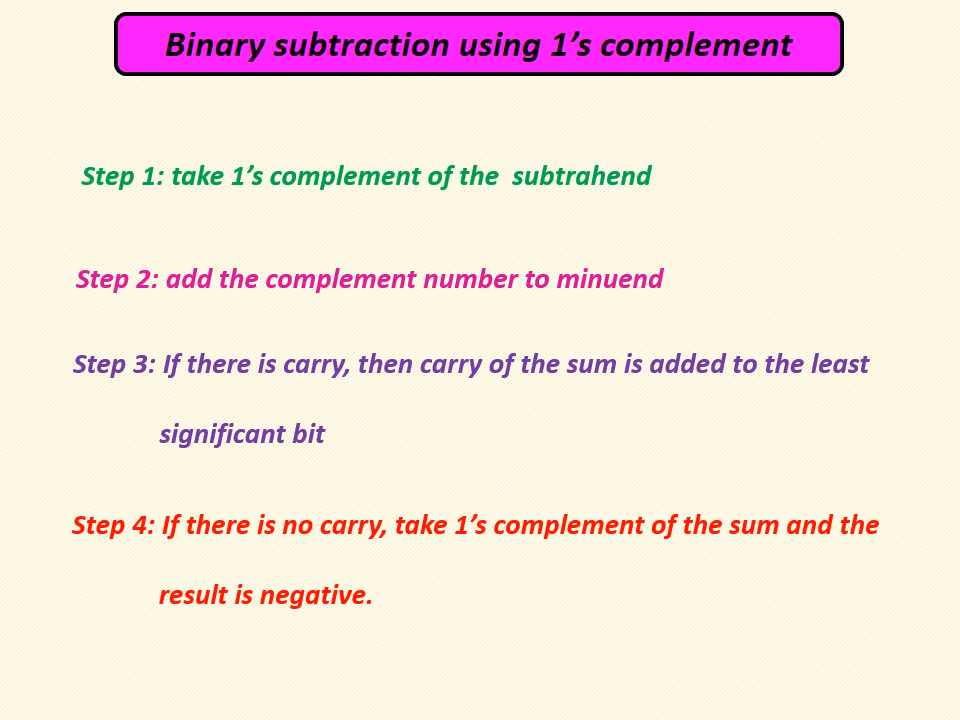 Binary subtraction using 1’s complement
Step 1: take 1’s complement of the  subtrahend
Step 2: add the complement number to minuend
Step 3: If there is carry, then carry of the sum is added to the least
significant bit
Step 4: If there is no carry, take 1’s complement of the sum and the
result is negative.